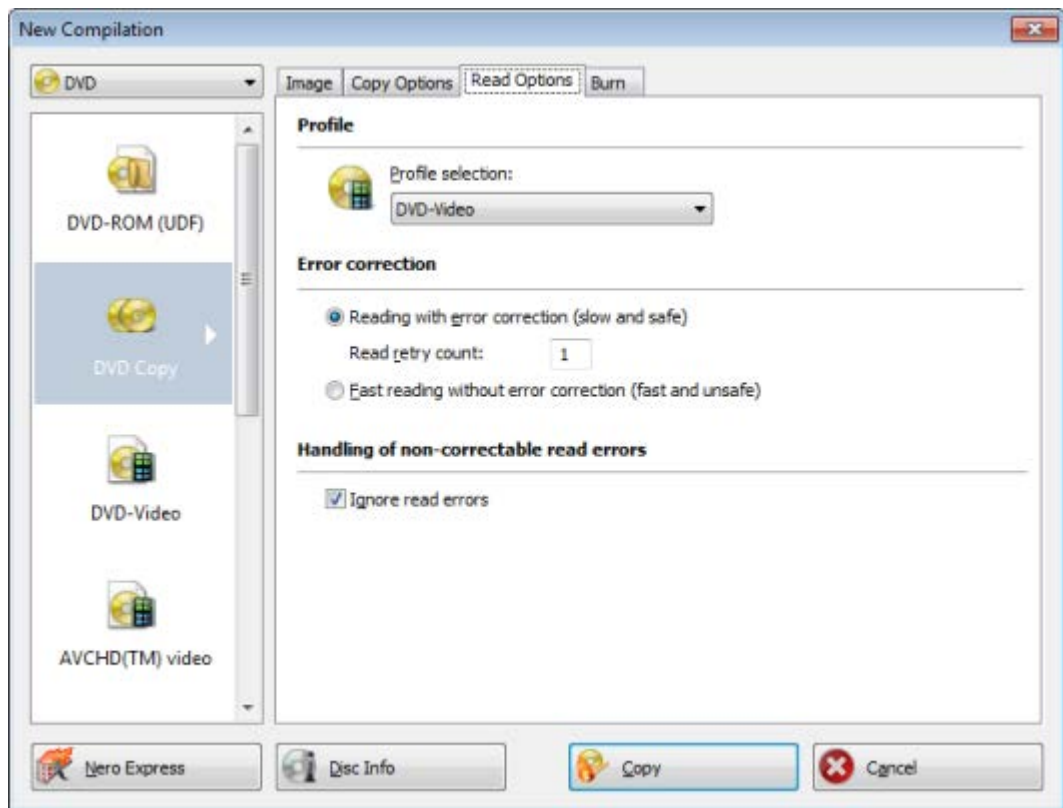 New Compilation
DVD
DVD-ROM (UDF)
DVD Copy
DVD-Video
AVCHD(TM) video
Image Copy Options Read Options Burn
Profile
Profile selection:
DVD-Video
Error correction
Reading with error correction (slow and safe)
Read retry count: 1
Fast reading without error correction (fast and unsafe)
Handling of non-correctable read errors
Ignore read errors
Nero Express Disc Info Copy Cancel